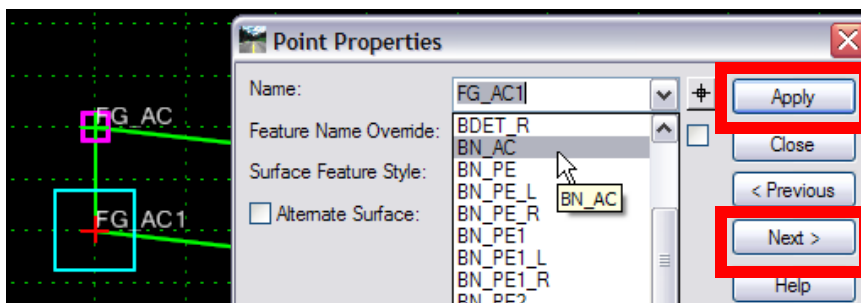 Point Properties
FG_AC
FG_AC1
Name:
FG_AC1
Feature Name Override:
Surface Feature Style:
Alternate Surface:
BDET_R
BN_AC
BN_PE
BN_PE_L
BN_PE_R
BN_PE1
BN_PE1_L
BN_PE1_R
BN_PE2
BN_AC
Apply
Close
< Previous
Next >
Help